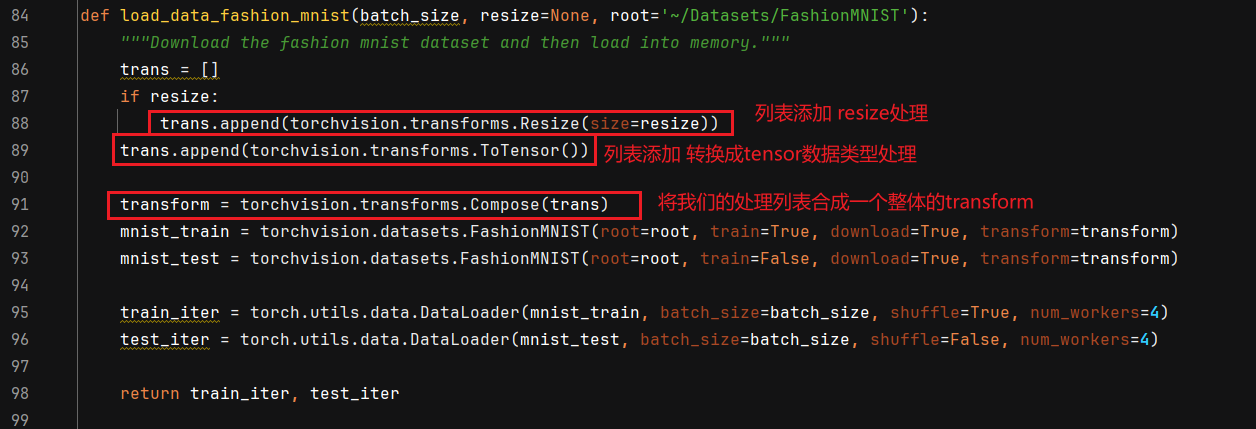 84 def load_data_fashion_mnist(batch_size, resize=None, root='~/Datasets/FashionMNIST'):
85 """Download the fashion mnist dataset and then load into memory."""
86 trans = []
87 if resize:
88 trans.append(torchvision.transforms.Resize(size=resize)) 列表添加 resize处理
89 trans.append(torchvision.transforms.ToTensor()) 列表添加 转换成tensor数据类型处理
90
91 transform = torchvision.transforms.Compose(trans) 将我们的处理列表合成一个整体的transform
92 mnist_train = torchvision.datasets.FashionMNIST(root=root, train=True, download=True, transform=transform)
93 mnist_test = torchvision.datasets.FashionMNIST(root=root, train=False, download=True, transform=transform)
94
95 train_iter = torch.utils.data.DataLoader(mnist_train, batch_size=batch_size, shuffle=True, num_workers=4)
96 test_iter = torch.utils.data.DataLoader(mnist_test, batch_size=batch_size, shuffle=False, num_workers=4)
97
98 return train_iter, test_iter
99